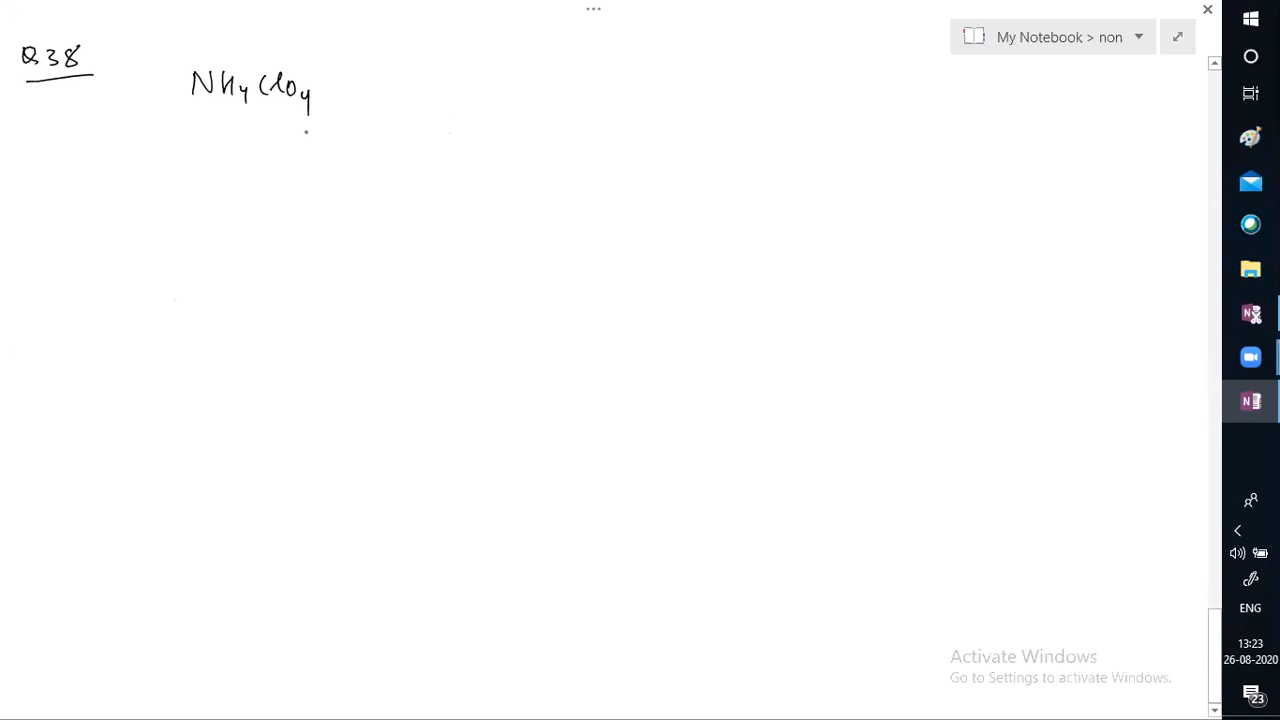 My Notebook > non
Q38
NH4ClO4
Activate Windows
Go to Settings to activate Windows.
ENG
13:23
26-08-2020
23